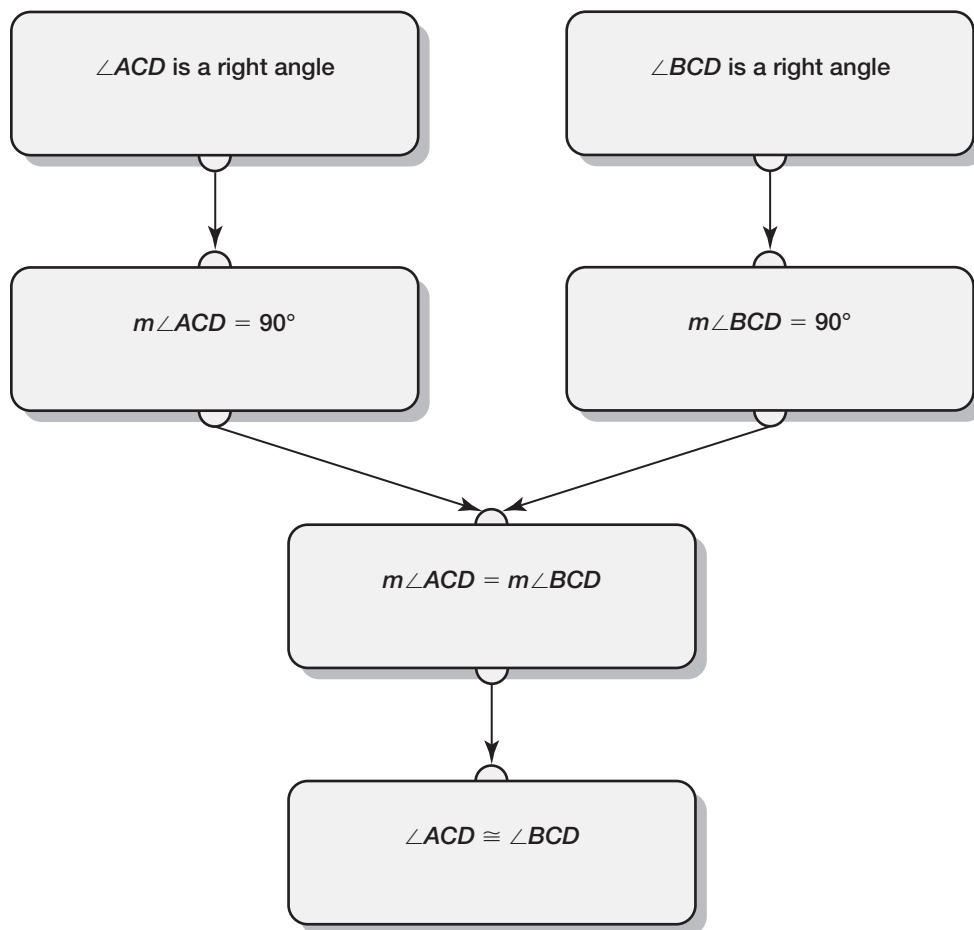 ∠ACD is a right angle
∠BCD is a right angle
m∠ACD = 90°
m∠BCD = 90°
m∠ACD = m∠BCD
∠ACD ≅ ∠BCD